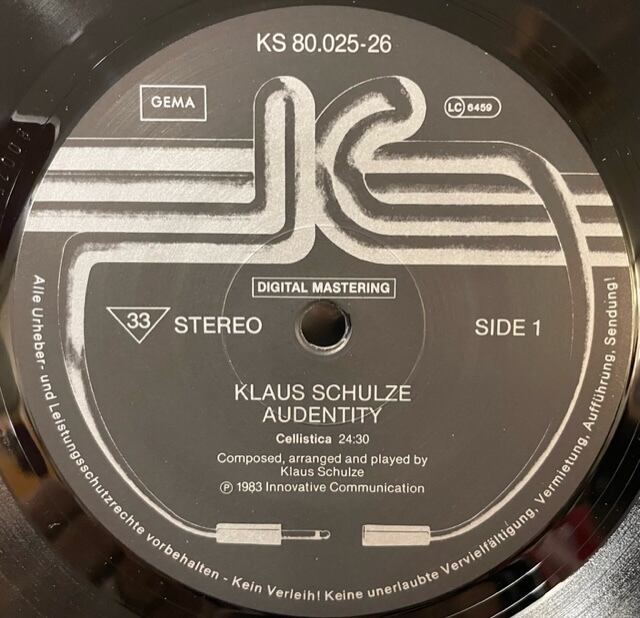 KS 80.025-26
GEMA
LC 6459
DIGITAL MASTERING
33 STEREO
SIDE 1
KLAUS SCHULZE
AUDENTITY
Cellistica 24:30
Composed, arranged and played by
Klaus Schulze
℗ 1983 Innovative Communication
Alle Urheber- und Leistungsschutzrechte vorbehalten - Kein Verleih! Keine unerlaubte Vervielfältigung, Vermietung, Aufführung, Sendung!